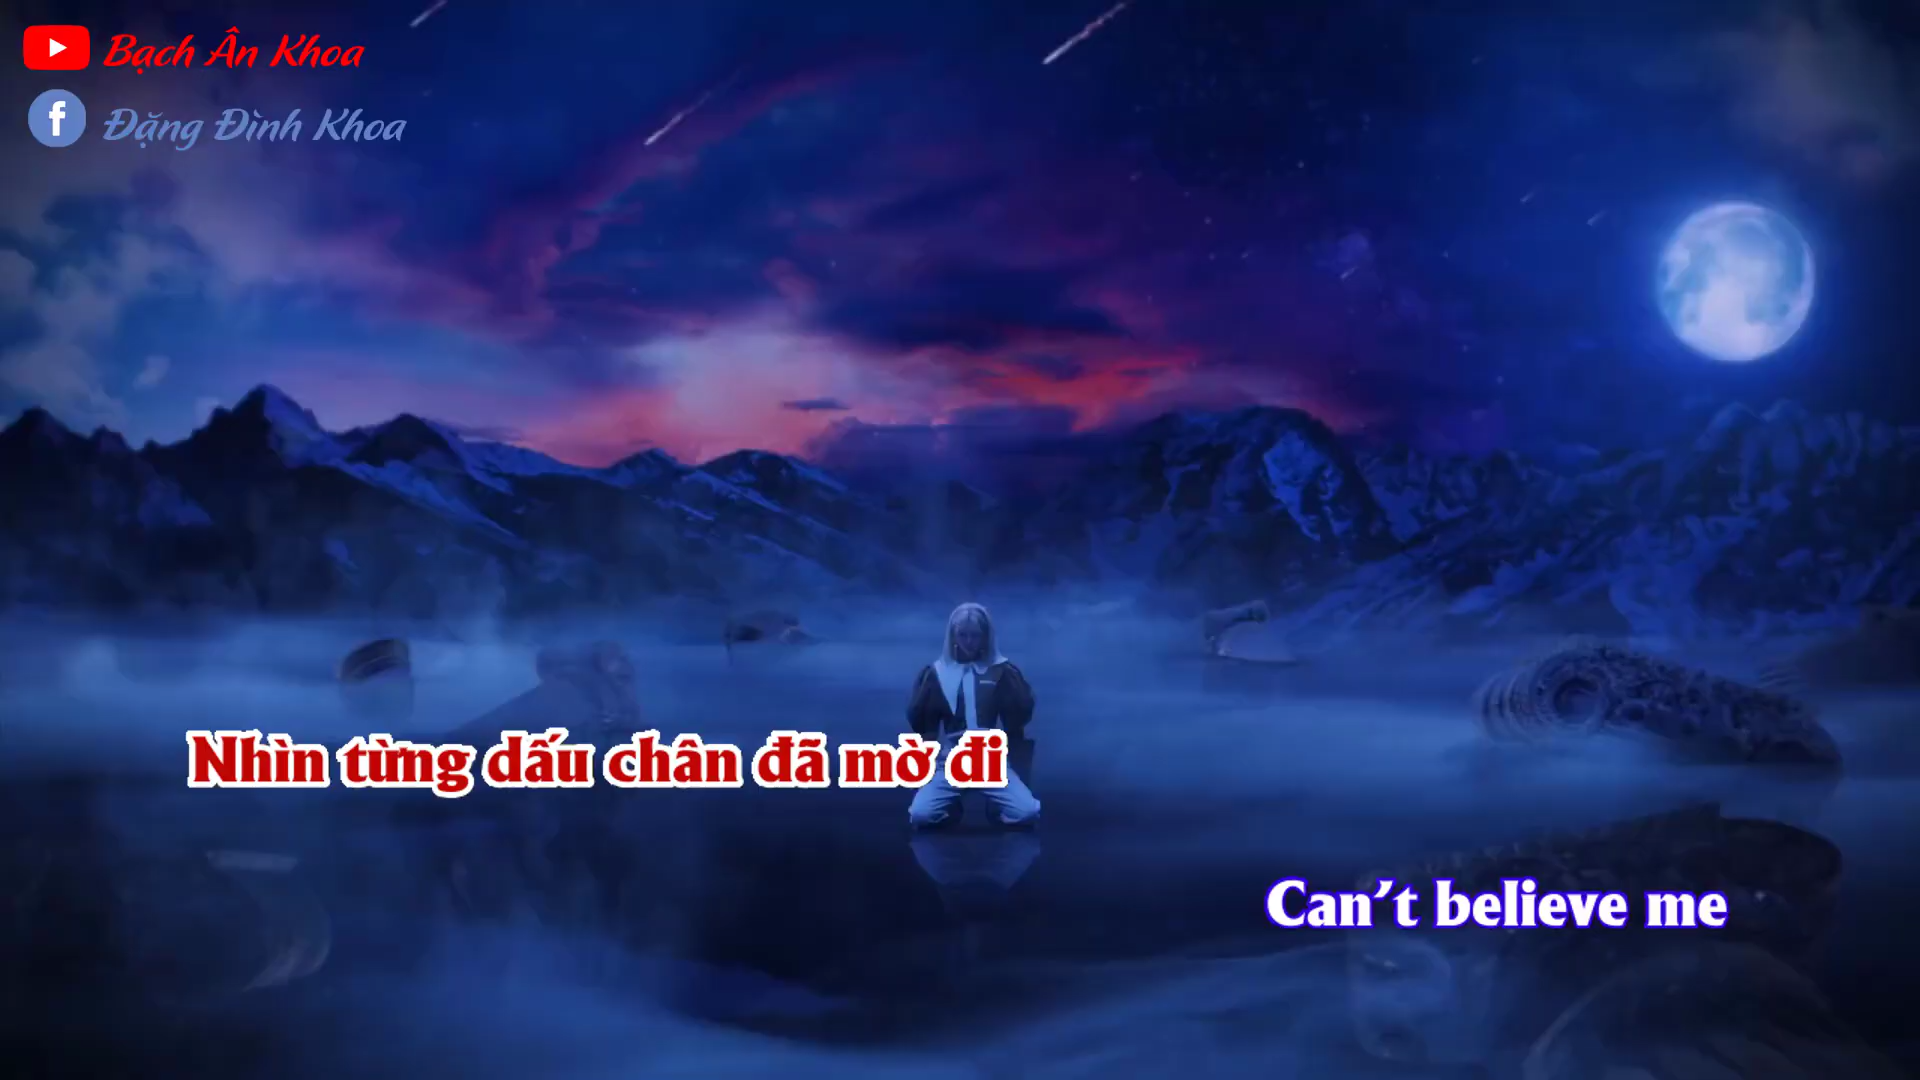 Bạch Ân Khoa
Đặng Đình Khoa
Nhìn từng dấu chân đã mờ đi
Can't believe me